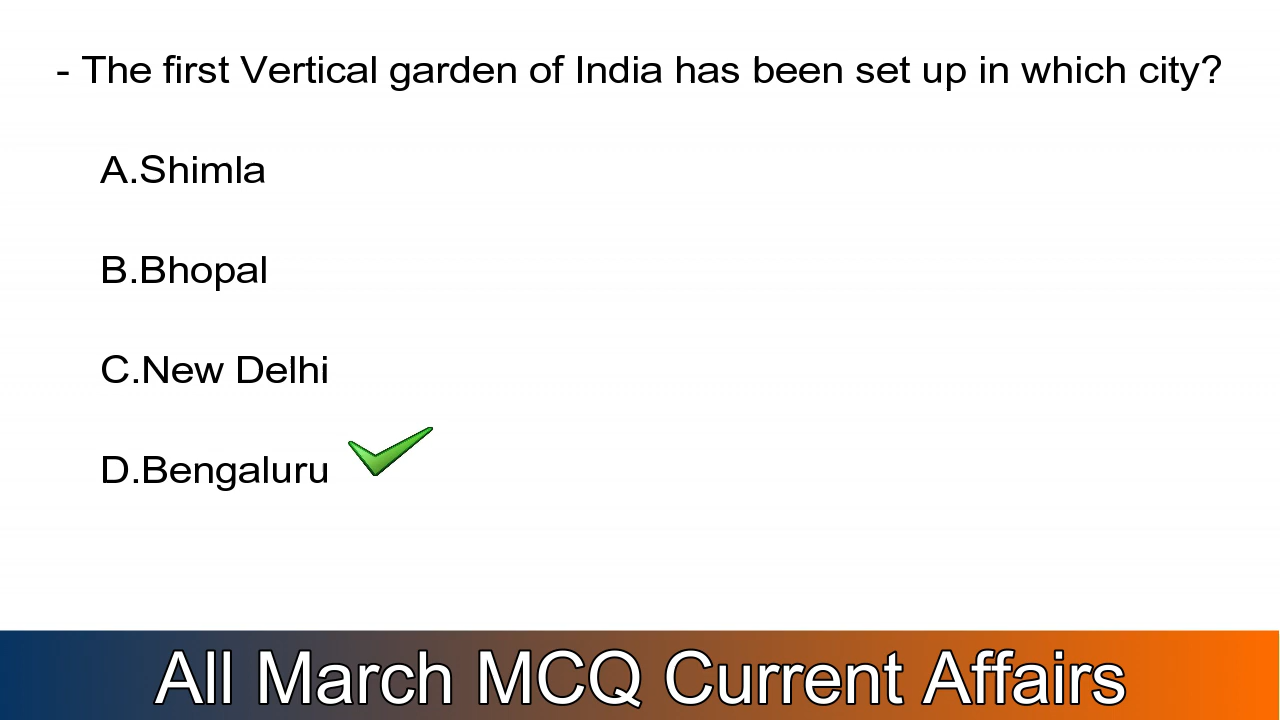 - The first Vertical garden of India has been set up in which city?
A.Shimla
B.Bhopal
C.New Delhi
D.Bengaluru
All March MCQ Current Affairs